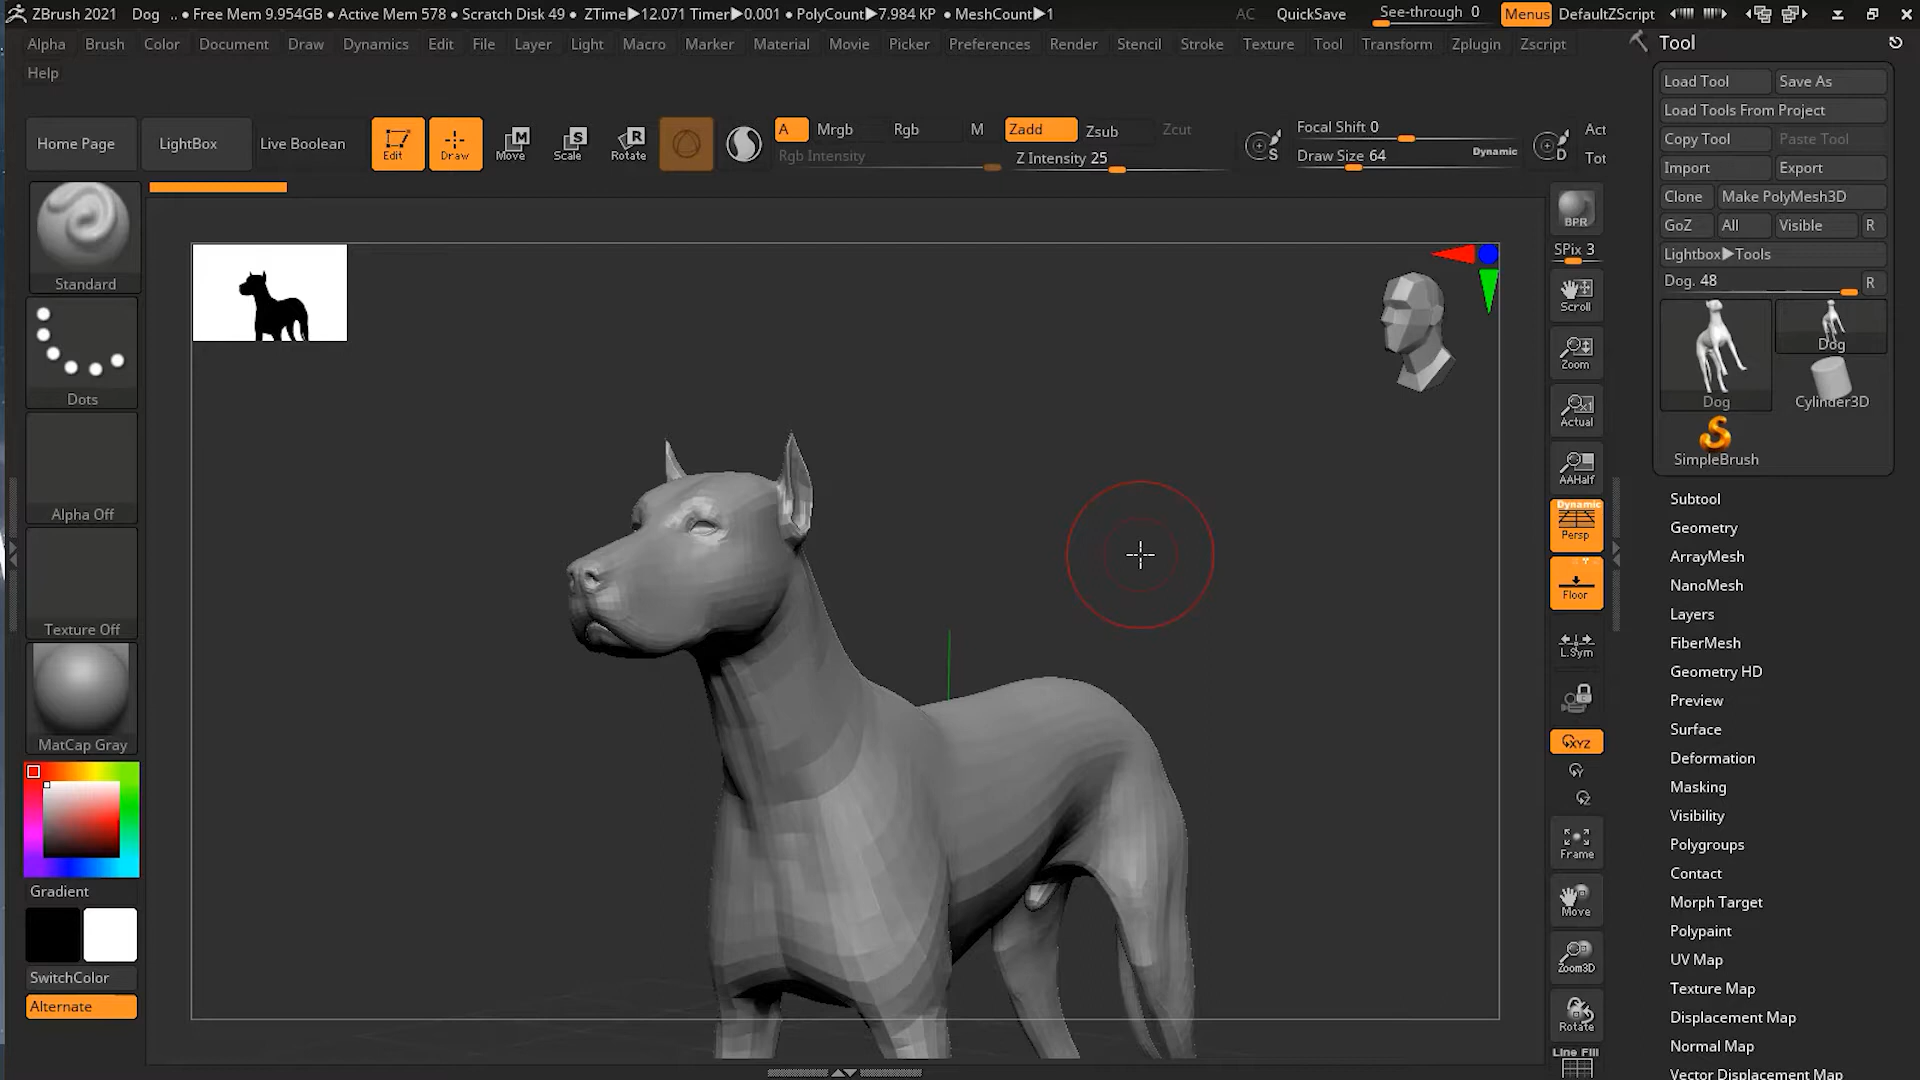 ZBrush 2021 Dog .. • Free Mem 9.954GB • Active Mem 578 • Scratch Disk 49 • ZTime▶12.071 Timer▶0.001 • PolyCount▶7.984 KP • MeshCount▶1 AC QuickSave See-through 0 Menus DefaultZScript
Alpha Brush Color Document Draw Dynamics Edit File Layer Light Macro Marker Material Movie Picker Preferences Render Stencil Stroke Texture Tool Transform Zplugin Zscript
Help
Home Page LightBox Live Boolean Edit Draw Move Scale Rotate
M S R
A Mrgb Rgb M Zadd Zsub Zcut
Rgb Intensity Z Intensity 25
S Focal Shift 0
Draw Size 64 Dynamic
D Act
Tot
Standard
Dots
Alpha Off
Texture Off
MatCap Gray
Gradient
SwitchColor
Alternate
BPR
SPix 3
Scroll
Zoom
Actual
AAHalf
Dynamic
Persp
Floor
L.Sym
XYZ
Y
Z
Frame
Move
Zoom3D
Rotate
Line Fill
Tool
Load Tool Save As
Load Tools From Project
Copy Tool Paste Tool
Import Export
Clone Make PolyMesh3D
GoZ All Visible R
Lightbox▶Tools
Dog. 48 R
Dog Dog
Cylinder3D
SimpleBrush
Subtool
Geometry
ArrayMesh
NanoMesh
Layers
FiberMesh
Geometry HD
Preview
Surface
Deformation
Masking
Visibility
Polygroups
Contact
Morph Target
Polypaint
UV Map
Texture Map
Displacement Map
Normal Map
Vector Displacement Map